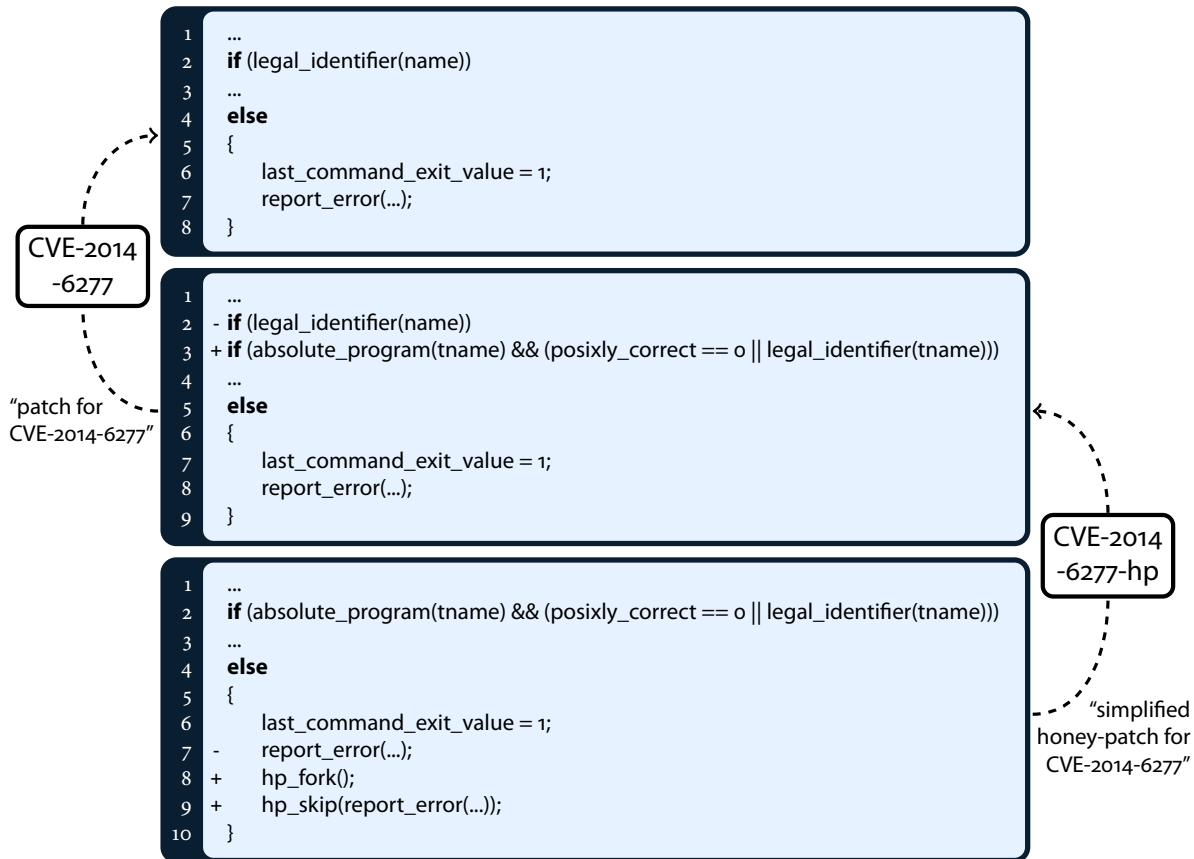 1 ...
2 if (legal_identifier(name))
3 ...
4 else
5 {
6 last_command_exit_value = 1;
7 report_error(...);
8 }
CVE-2014
-6277
1 ...
2 - if (legal_identifier(name))
3 + if (absolute_program(tname) && (posixly_correct == 0 || legal_identifier(tname)))
4 ...
5 else
6 {
7 last_command_exit_value = 1;
8 report_error(...);
9 }
“patch for
CVE-2014-6277”
CVE-2014
-6277-hp
1 ...
2 if (absolute_program(tname) && (posixly_correct == 0 || legal_identifier(tname)))
3 ...
4 else
5 {
6 last_command_exit_value = 1;
7 - report_error(...);
8 + hp_fork();
9 + hp_skip(report_error(...));
10 }
“simplified
honey-patch for
CVE-2014-6277”